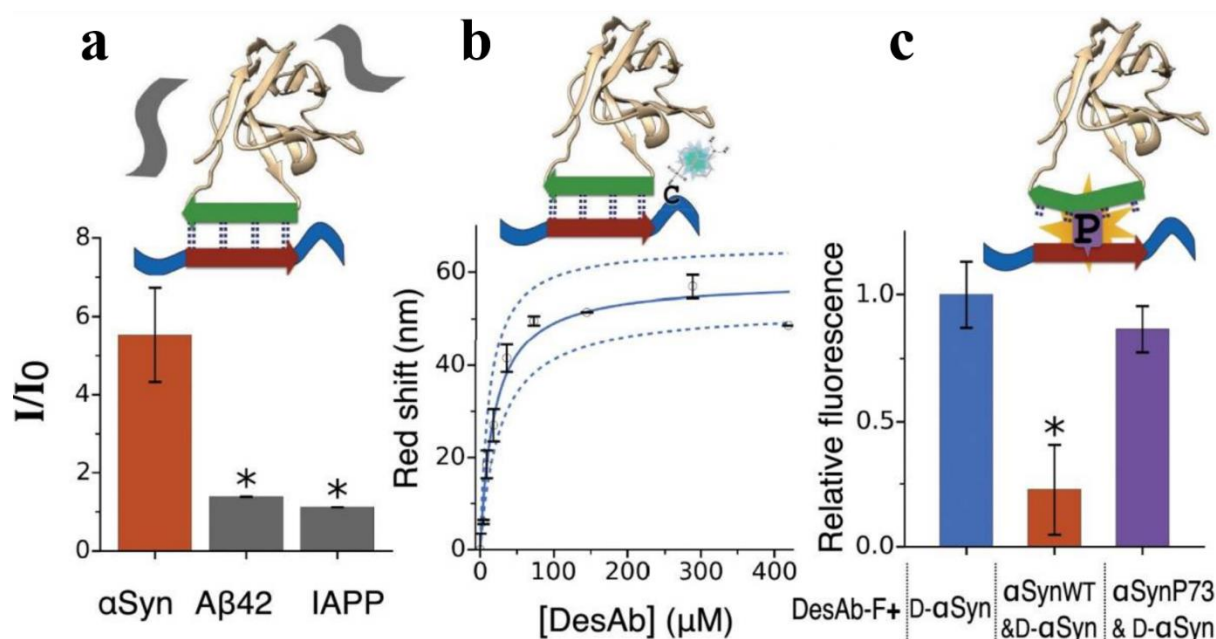 a
b
c
C
P
I/I0
8
6
4
2
0
αSyn Aβ42 IAPP
* *
Red shift (nm)
60
40
20
0
0 100 200 300 400
[DesAb] (µM)
Relative fluorescence
1.0
0.5
0.0
*
DesAb-F+ D-αSyn αSynWT &D-αSyn αSynP73 & D-αSyn